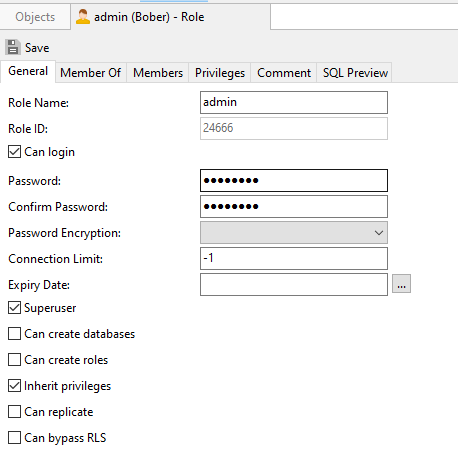 Objects admin (Bober) - Role
Save
General Member Of Members Privileges Comment SQL Preview
Role Name: admin
Role ID: 24666
Can login
Password: ●●●●●●●●
Confirm Password: ●●●●●●●●
Password Encryption:
Connection Limit: -1
Expiry Date: ...
Superuser
Can create databases
Can create roles
Inherit privileges
Can replicate
Can bypass RLS